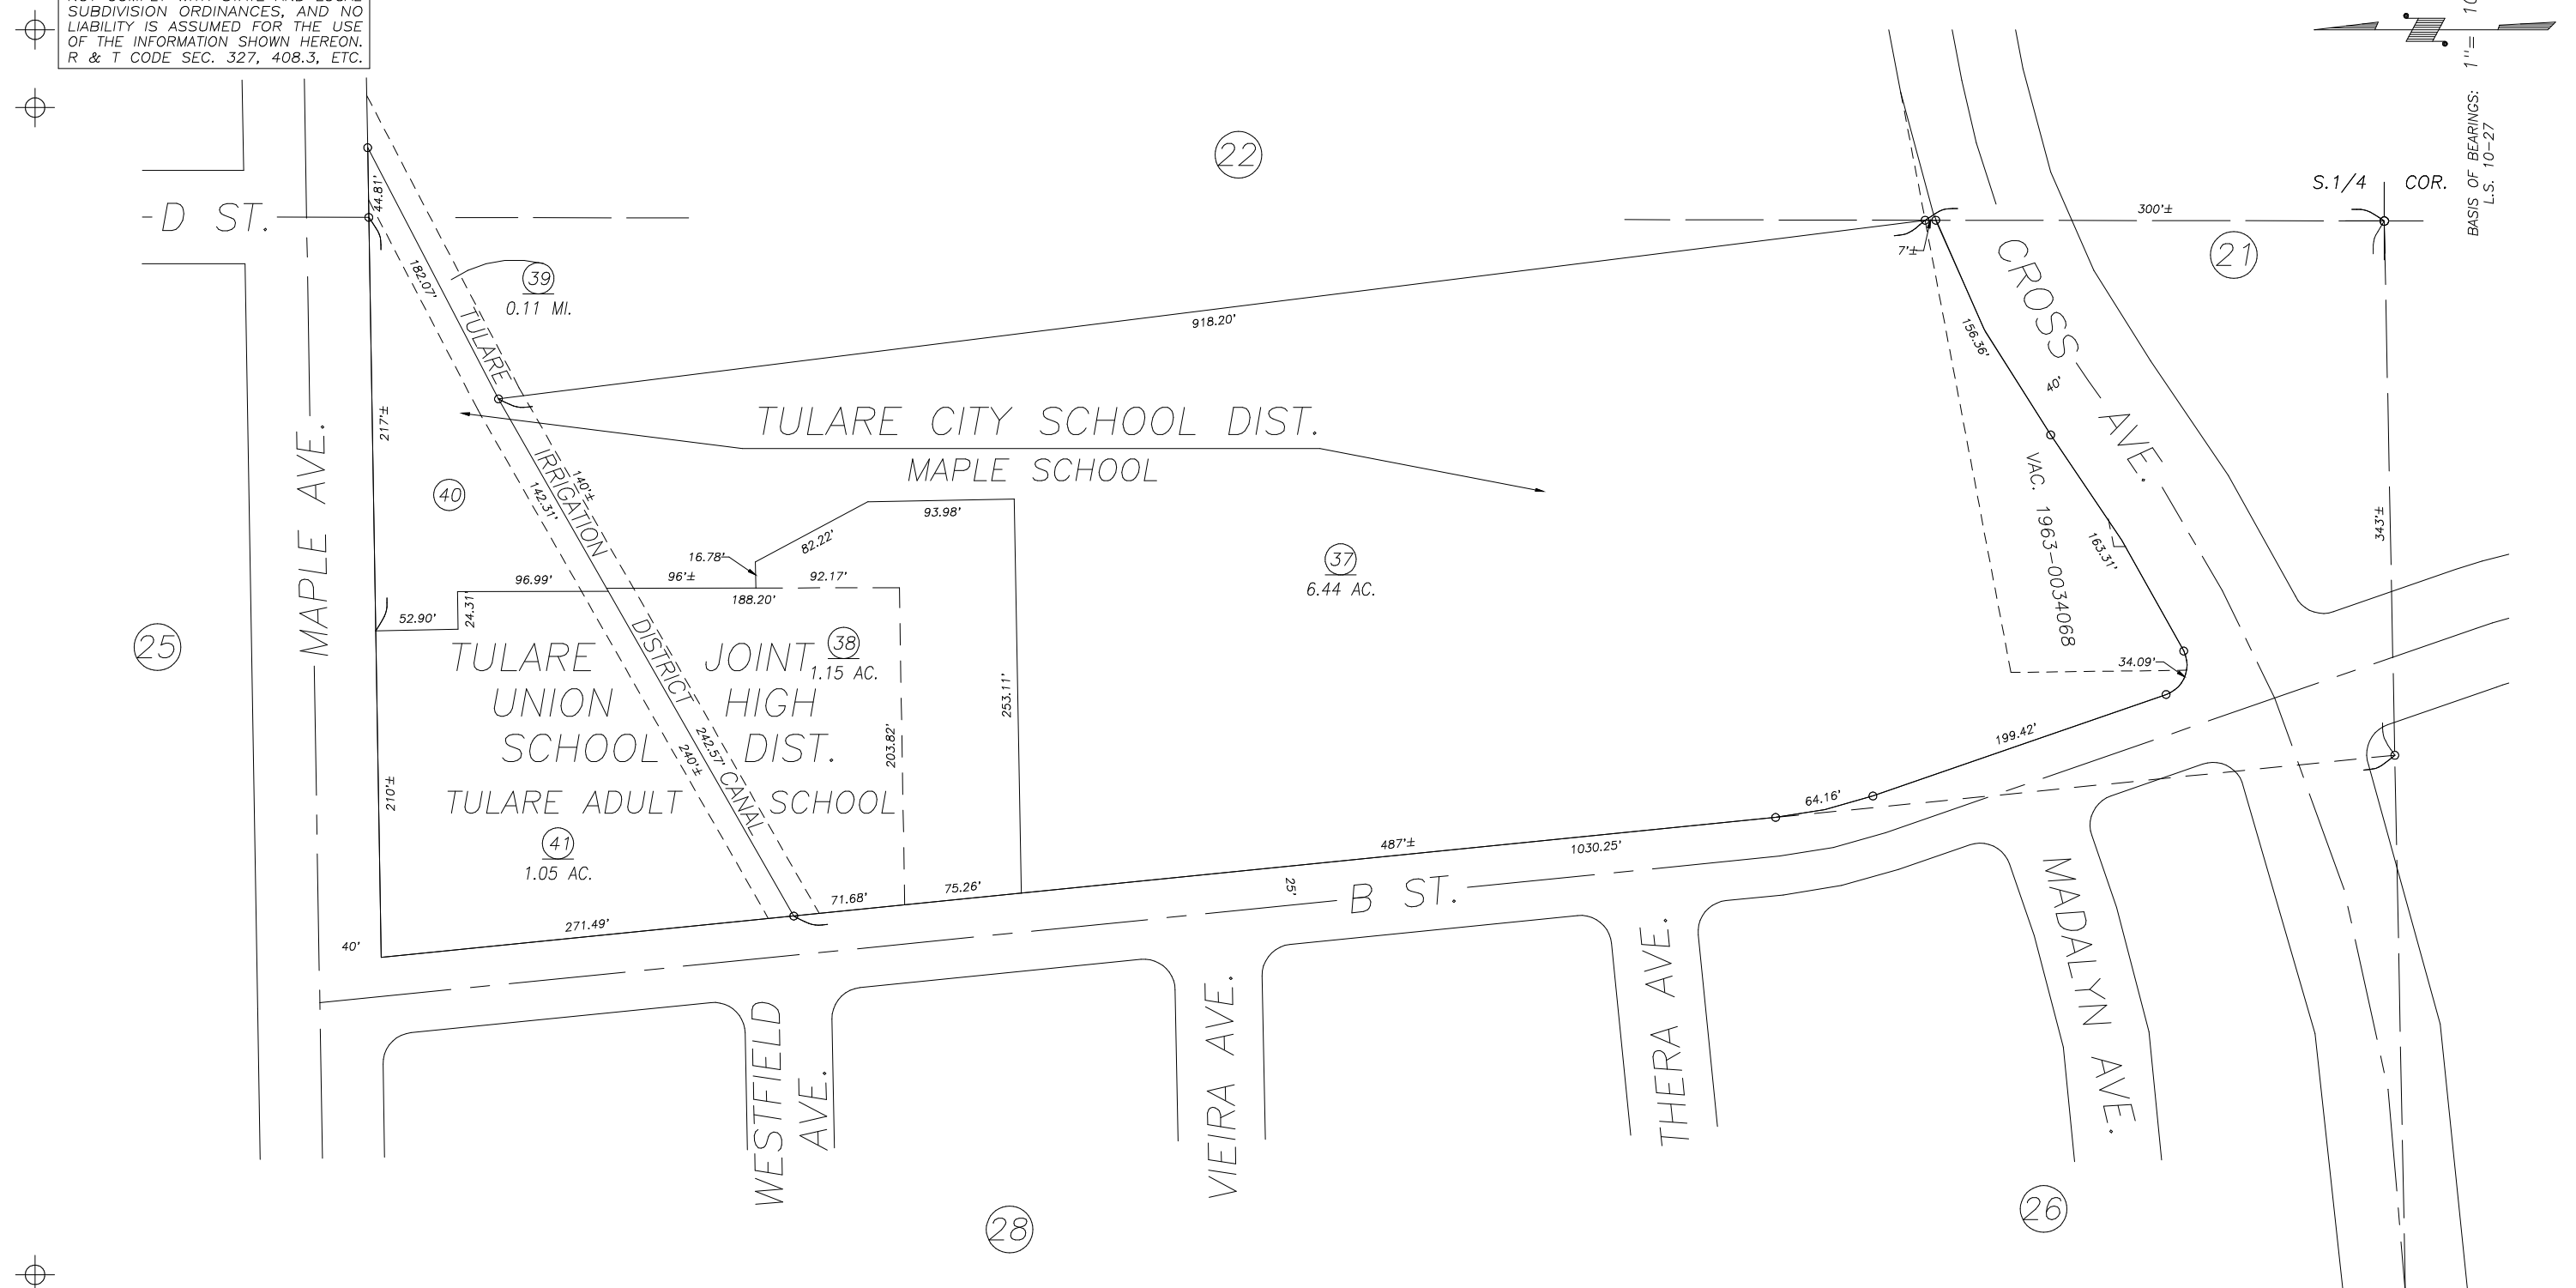 SUBDIVISION ORDINANCES, AND NO
LIABILITY IS ASSUMED FOR THE USE
OF THE INFORMATION SHOWN HEREON.
R & T CODE SEC. 327, 408.3, ETC.
22
S.1/4 COR.
BASIS OF BEARINGS: 1"=
L.S. 10-27
D ST.
44.81'
300'±
7'±
21
182.07'
39
0.11 MI.
918.20'
156.36'
CROSS AVE.
40'
TULARE IRRIGATION DISTRICT CANAL
217'±
MAPLE AVE.
TULARE CITY SCHOOL DIST.
MAPLE SCHOOL
40
142.31'
140'±
93.98'
82.22'
16.78'
96.99'
96'±
92.17'
188.20'
52.90'
24.31'
37
6.44 AC.
VAC. 1963-0034068
163.31'
343'±
25
TULARE JOINT
UNION HIGH
SCHOOL DIST.
TULARE ADULT SCHOOL
38
1.15 AC.
253.11'
203.82'
242.57'
240'±
210'±
34.09'
199.42'
64.16'
41
1.05 AC.
487'±
1030.25'
75.26'
71.68'
271.49'
25'
B ST.
40'
WESTFIELD
AVE.
VIEIRA AVE.
THERA AVE.
MADALYN AVE.
28
26